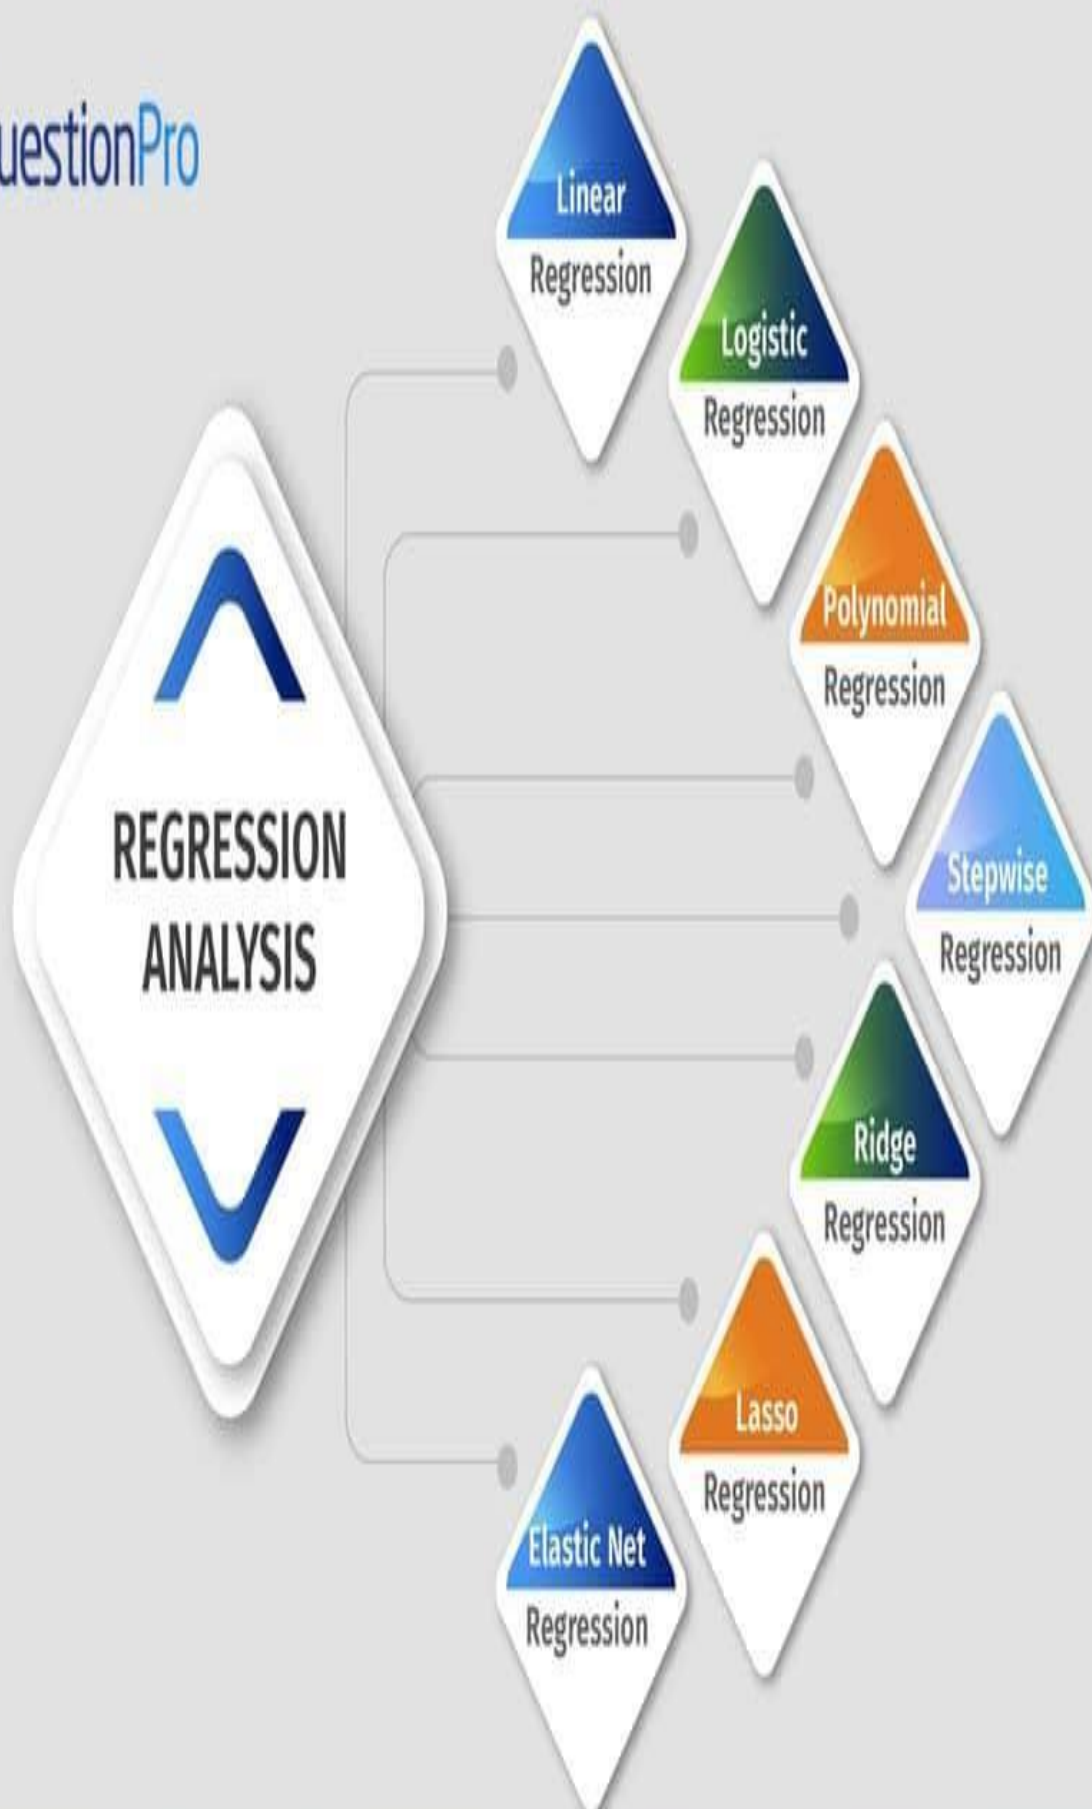 uestionPro
Linear
Regression
Logistic
Regression
Polynomial
Regression
Stepwise
Regression
REGRESSION
ANALYSIS
Ridge
Regression
Lasso
Regression
Elastic Net
Regression